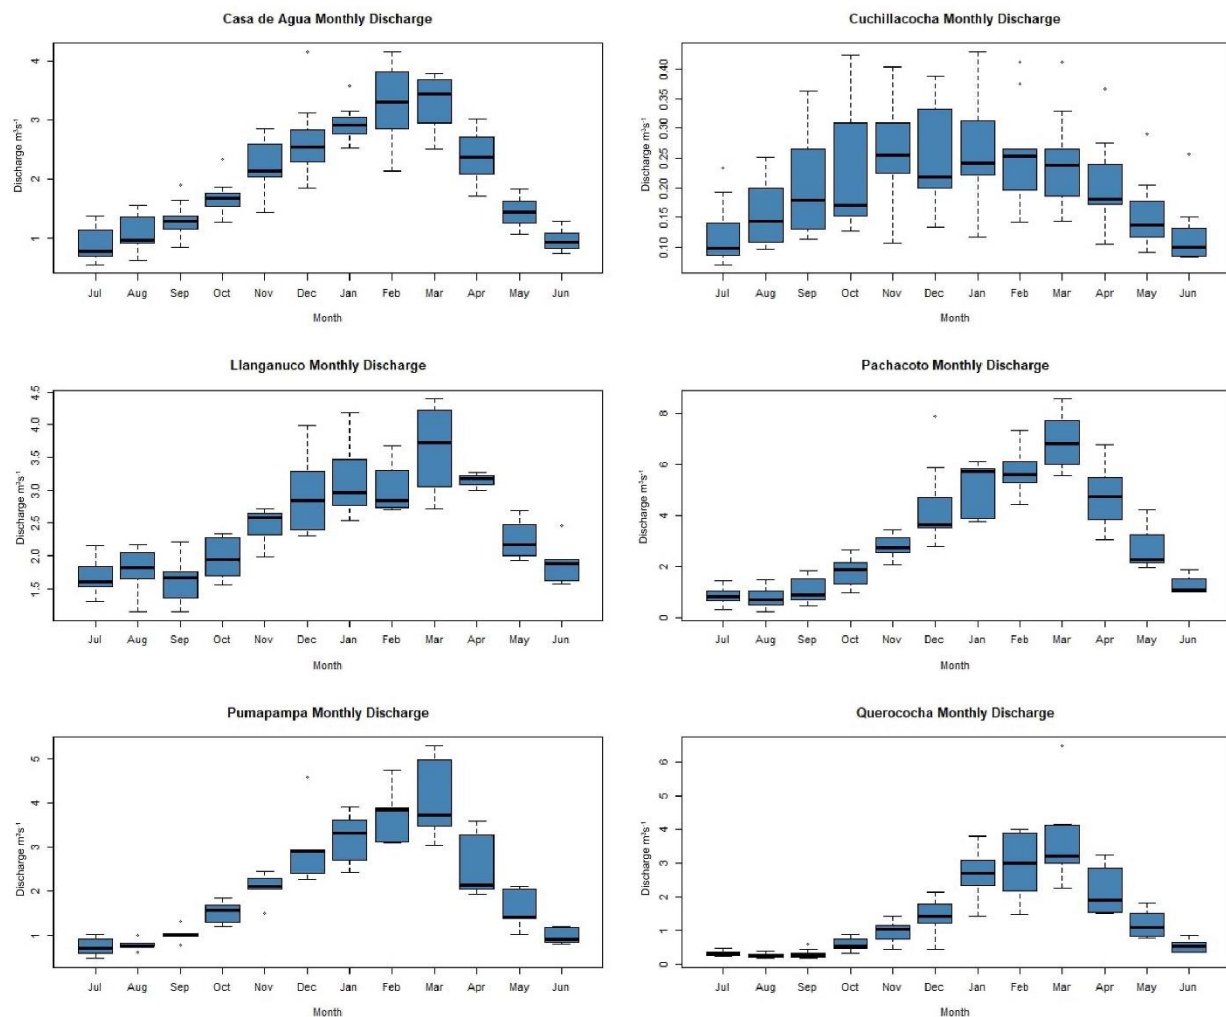 Casa de Agua Monthly Discharge
Discharge m³s⁻¹
4
3
2
1
Jul Aug Sep Oct Nov Dec Jan Feb Mar Apr May Jun
Month
Cuchillacocha Monthly Discharge
Discharge m³s⁻¹
0.40
0.35
0.30
0.25
0.20
0.15
0.10
Jul Aug Sep Oct Nov Dec Jan Feb Mar Apr May Jun
Month
Llanganuco Monthly Discharge
Discharge m³s⁻¹
4.5
4.0
3.5
3.0
2.5
2.0
1.5
Jul Aug Sep Oct Nov Dec Jan Feb Mar Apr May Jun
Month
Pachacoto Monthly Discharge
Discharge m³s⁻¹
8
6
4
2
0
Jul Aug Sep Oct Nov Dec Jan Feb Mar Apr May Jun
Month
Pumapampa Monthly Discharge
Discharge m³s⁻¹
5
4
3
2
1
Jul Aug Sep Oct Nov Dec Jan Feb Mar Apr May Jun
Month
Querococha Monthly Discharge
Discharge m³s⁻¹
6
5
4
3
2
1
0
Jul Aug Sep Oct Nov Dec Jan Feb Mar Apr May Jun
Month